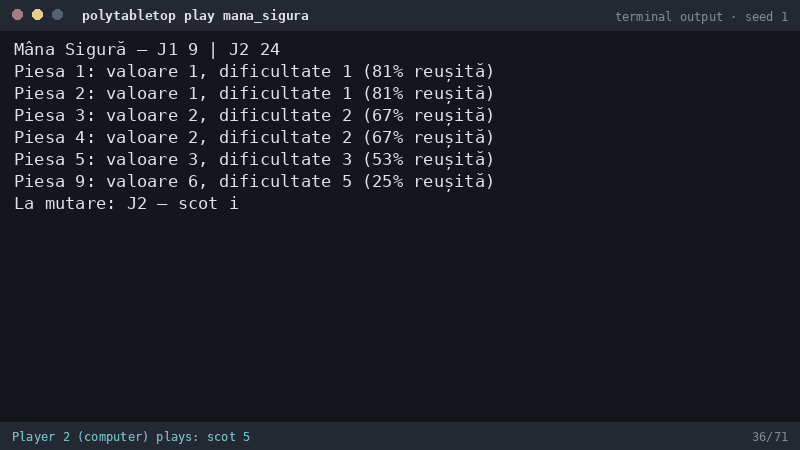 polytabletop play mana_sigura
terminal output · seed 1
Mâna Sigură — J1 9 | J2 24
Piesa 1: valoare 1, dificultate 1 (81% reușită)
Piesa 2: valoare 1, dificultate 1 (81% reușită)
Piesa 3: valoare 2, dificultate 2 (67% reușită)
Piesa 4: valoare 2, dificultate 2 (67% reușită)
Piesa 5: valoare 3, dificultate 3 (53% reușită)
Piesa 9: valoare 6, dificultate 5 (25% reușită)
La mutare: J2 — scot i
Player 2 (computer) plays: scot 5
36/71